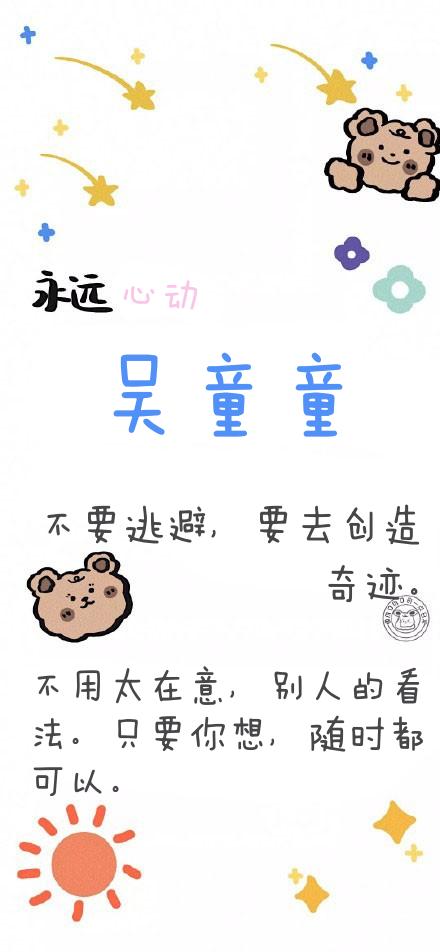 永远 心动
吴童童
不要逃避, 要去创造
奇迹。
不用太在意, 别人的看
法。只要你想, 随时都
可以。